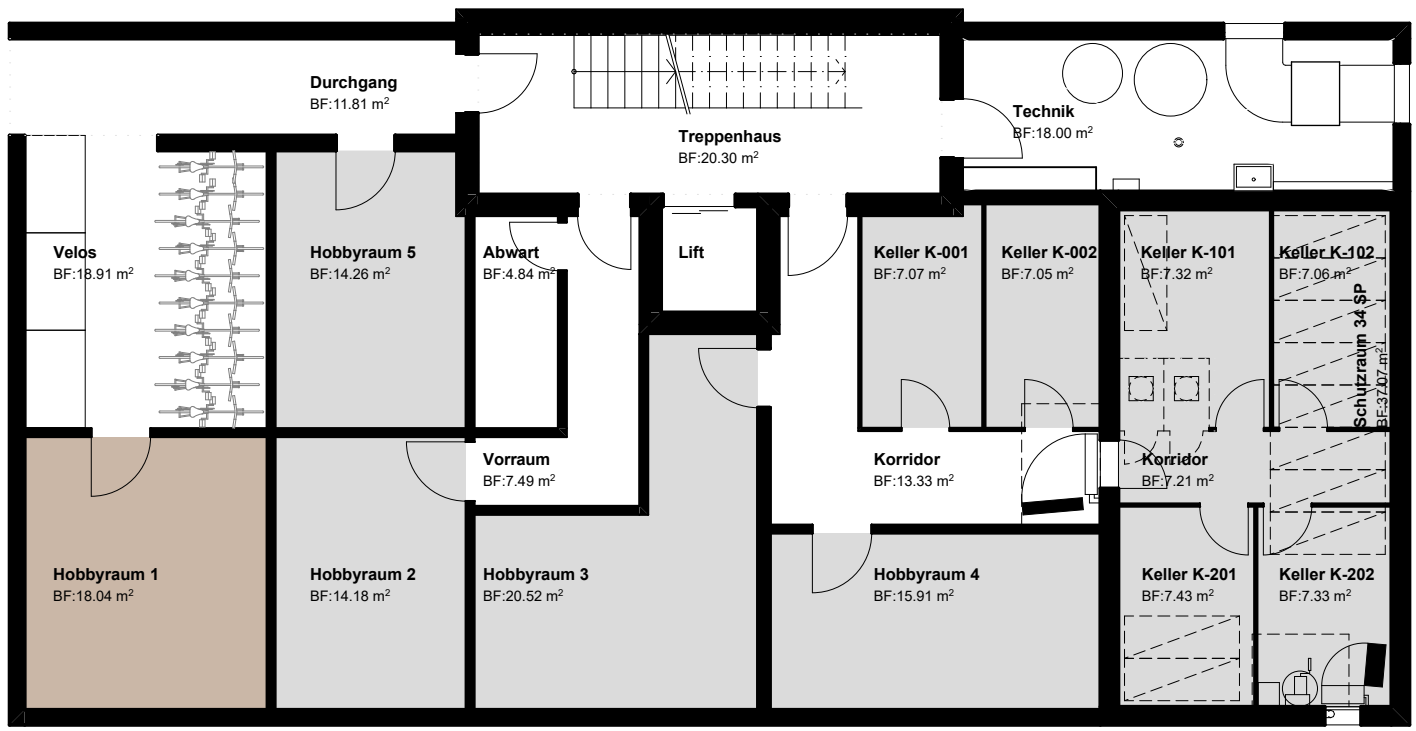 Durchgang
BF:11.81 m²
Treppenhaus
BF:20.30 m²
Technik
BF:18.00 m²
Velos
BF:18.91 m²
Hobbyraum 5
BF:14.26 m²
Abwart
BF:4.84 m²
Lift
Keller K-001
BF:7.07 m²
Keller K-002
BF:7.05 m²
Keller K-101
BF:7.32 m²
Keller K-102
BF:7.06 m²
Schutzraum 34 SP
BF:37.07 m²
Vorraum
BF:7.49 m²
Korridor
BF:13.33 m²
Korridor
BF:7.21 m²
Hobbyraum 1
BF:18.04 m²
Hobbyraum 2
BF:14.18 m²
Hobbyraum 3
BF:20.52 m²
Hobbyraum 4
BF:15.91 m²
Keller K-201
BF:7.43 m²
Keller K-202
BF:7.33 m²